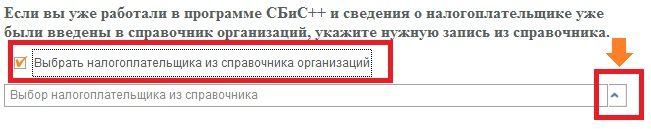 Если вы уже работали в программе СБиС++ и сведения о налогоплательщике уже
были введены в справочник организаций, укажите нужную запись из справочника.
Выбрать налогоплательщика из справочника организаций
Выбор налогоплательщика из справочника